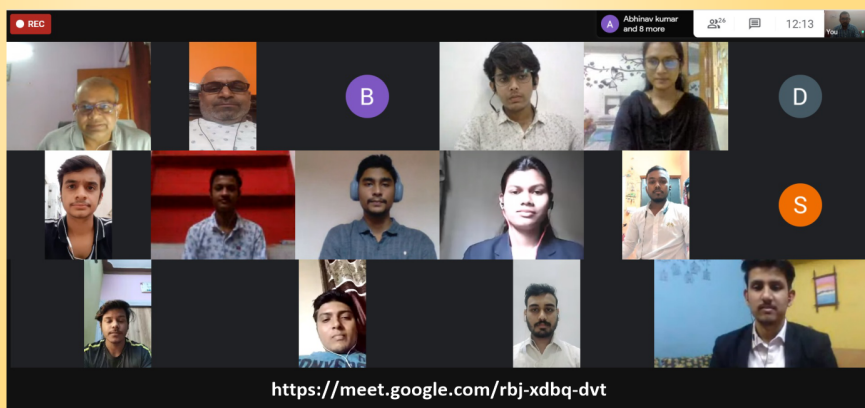 REC
A
Abhinav kumar
and 8 more
26
12:13
You
B
D
S
https://meet.google.com/rbj-xdbq-dvt